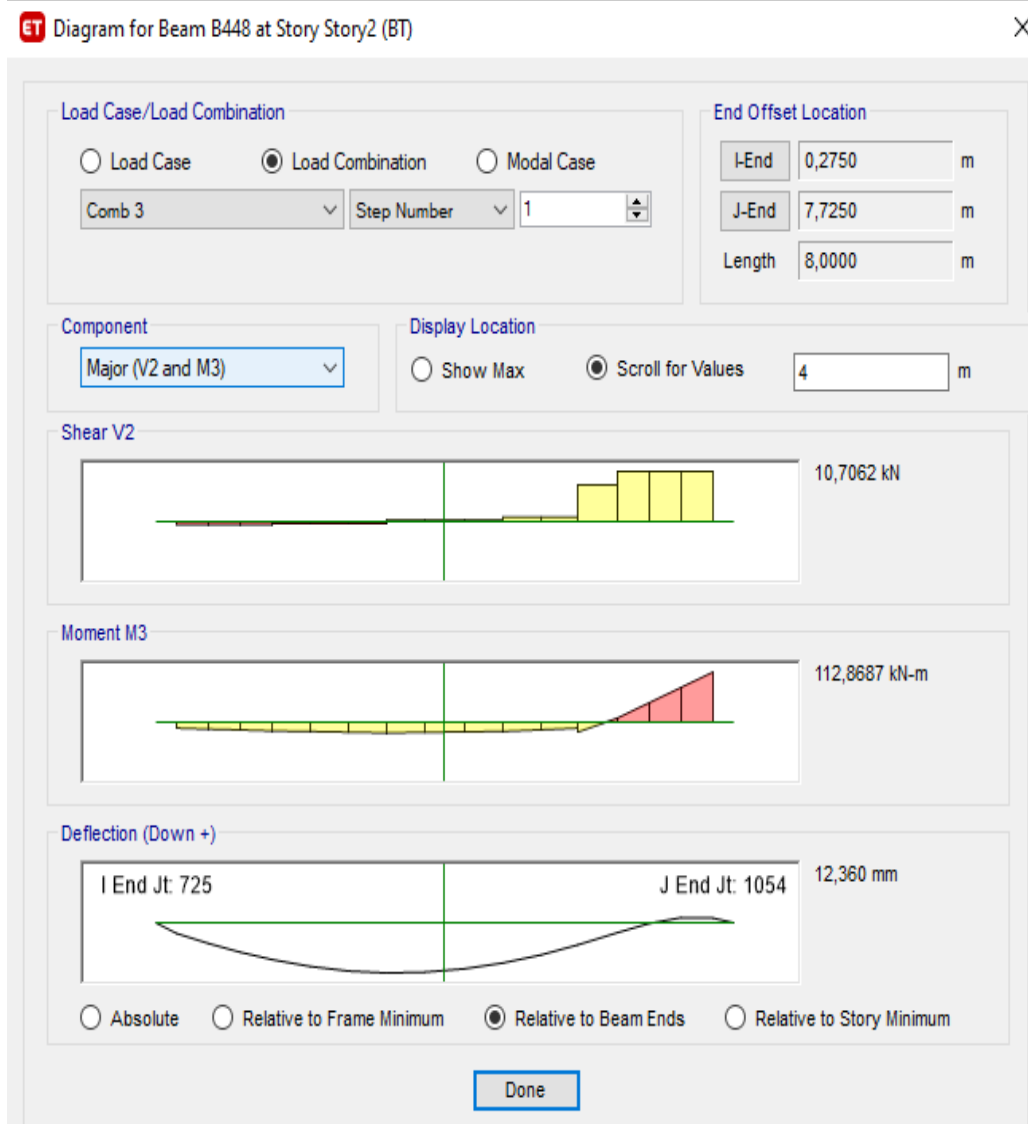 ET Diagram for Beam B448 at Story Story2 (BT)
Load Case/Load Combination
Load Case Load Combination Modal Case
Comb 3 Step Number 1
End Offset Location
I-End 0,2750 m
J-End 7,7250 m
Length 8,0000 m
Component
Major (V2 and M3)
Display Location
Show Max Scroll for Values 4 m
Shear V2
10,7062 kN
Moment M3
112,8687 kN-m
Deflection (Down +)
I End Jt: 725 J End Jt: 1054
12,360 mm
Absolute Relative to Frame Minimum Relative to Beam Ends Relative to Story Minimum
Done